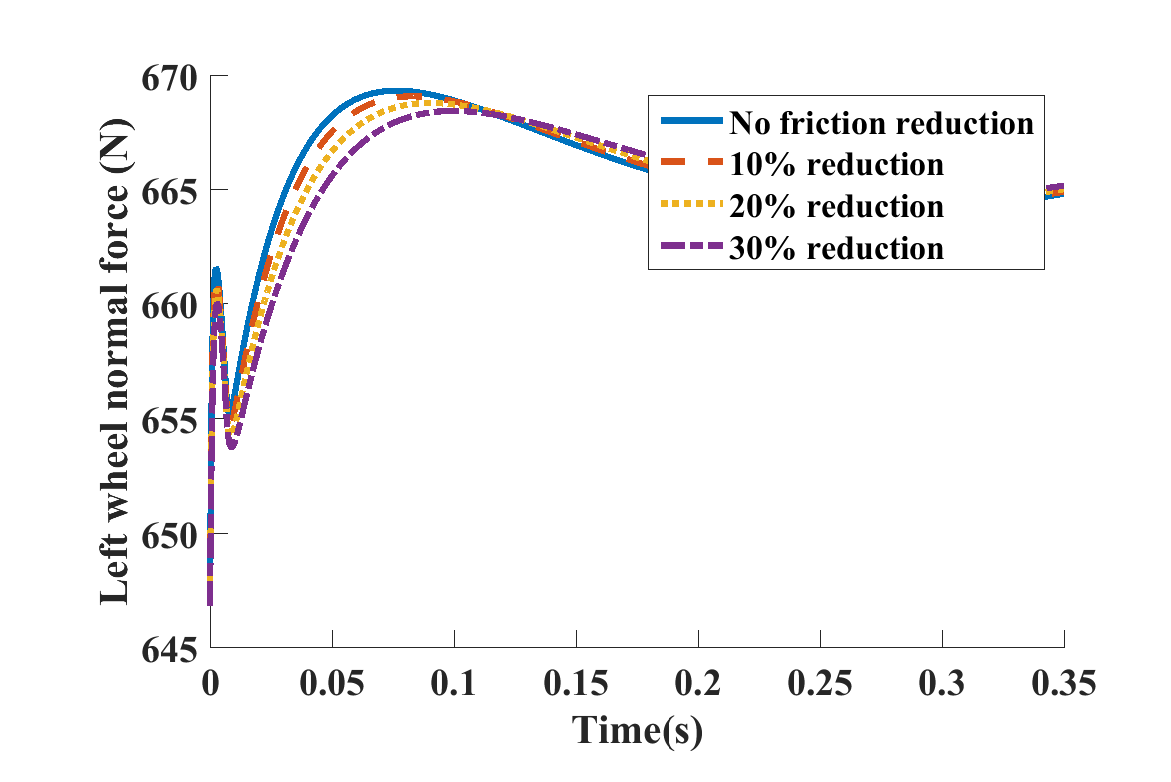 Left wheel normal force (N)
670
665
660
655
650
645
No friction reduction
10% reduction
20% reduction
30% reduction
0 0.05 0.1 0.15 0.2 0.25 0.3 0.35
Time(s)